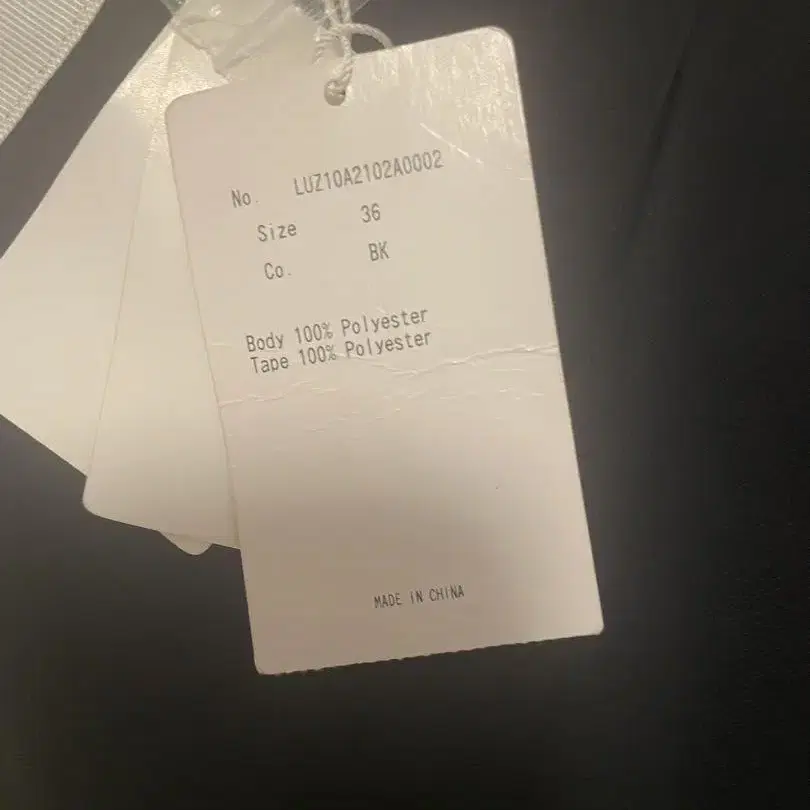 No. LUZ10A2102A0002
Size 36
Co. BK
Body 100% Polyester
Tape 100% Polyester
MADE IN CHINA